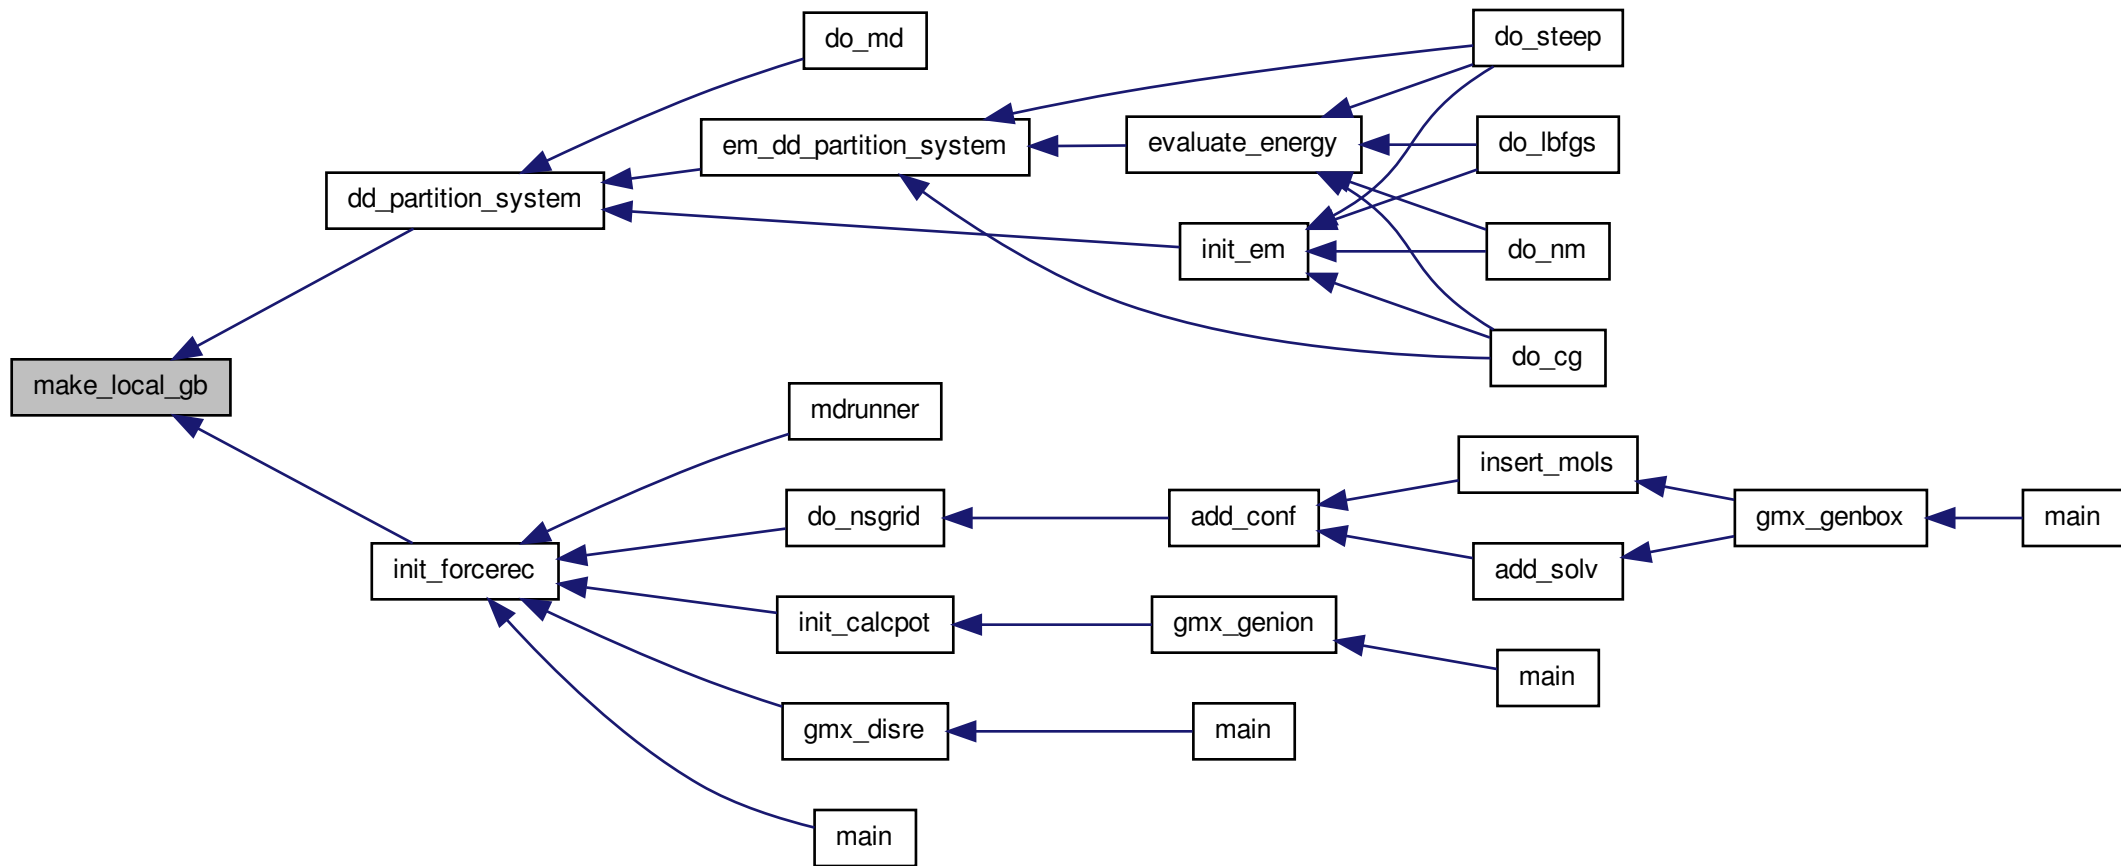 do_md
do_steep
em_dd_partition_system
evaluate_energy
do_lbfgs
dd_partition_system
init_em
do_nm
do_cg
make_local_gb
mdrunner
insert_mols
do_nsgrid
add_conf
gmx_genbox
main
init_forcerec
add_solv
init_calcpot
gmx_genion
main
gmx_disre
main
main